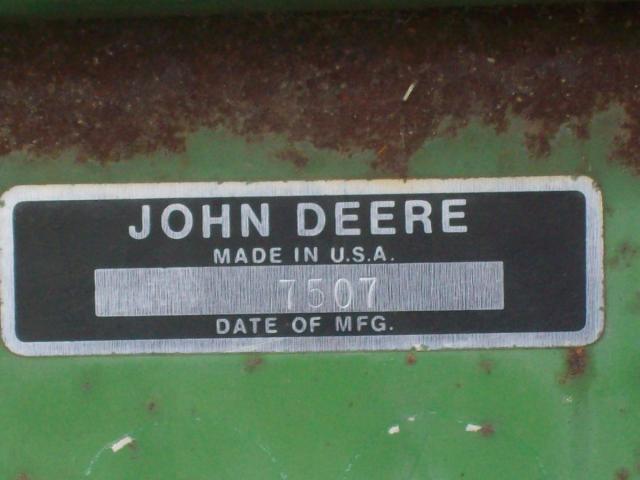 JOHN DEERE
MADE IN U.S.A.
7507
DATE OF MFG.